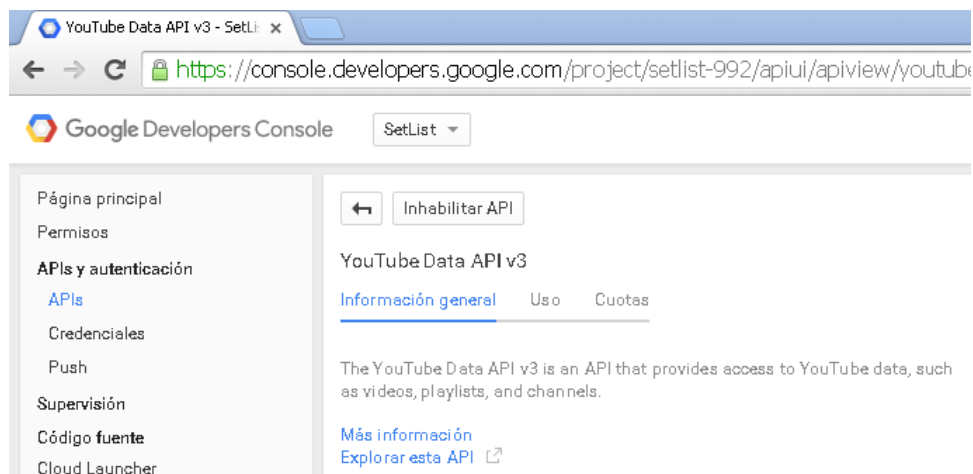 YouTube Data API v3 - SetLi
https://console.developers.google.com/project/setlist-992/apiui/apiview/youtube
Google Developers Console
SetList
Página principal
Permisos
APIs y autenticación
APIs
Credenciales
Push
Supervisión
Código fuente
Cloud Launcher
Inhabilitar API
YouTube Data API v3
Información general Uso Cuotas
The YouTube Data API v3 is an API that provides access to YouTube data, such
as videos, playlists, and channels.
Más información
Explorar esta API